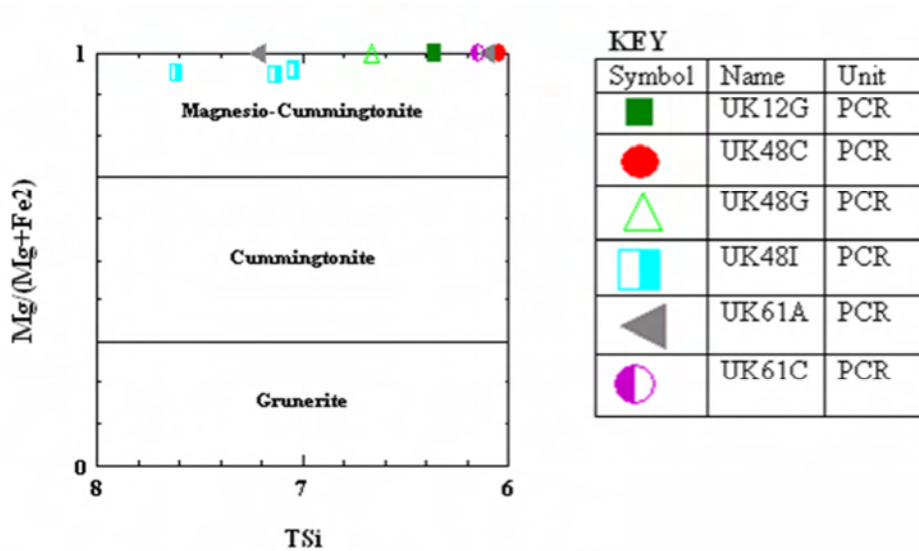 1
Magnesio-Cummingtonite
Cummingtonite
Grunerite
0
8 7 6
TSi
Mg/(Mg+Fe2)
KEY
Symbol Name Unit
UK12G PCR
UK48C PCR
UK48G PCR
UK48I PCR
UK61A PCR
UK61C PCR